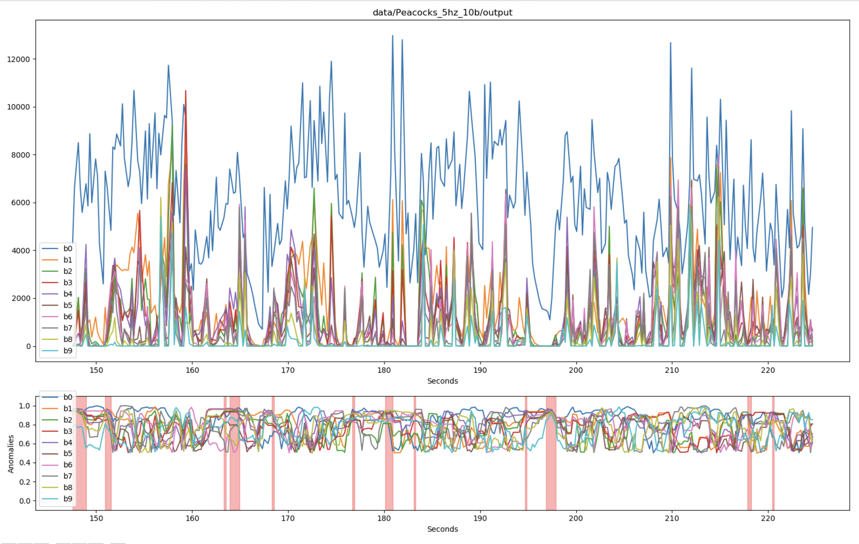 data/Peacocks_5hz_10b/output
12000
10000
8000
6000
4000
2000
0
b0
b1
b2
b3
b4
b5
b6
b7
b8
b9
150 160 170 180 190 200 210 220
Seconds
Anomalies
1.0
0.8
0.6
0.4
0.2
0.0
b0
b1
b2
b3
b4
b5
b6
b7
b8
b9
150 160 170 180 190 200 210 220
Seconds